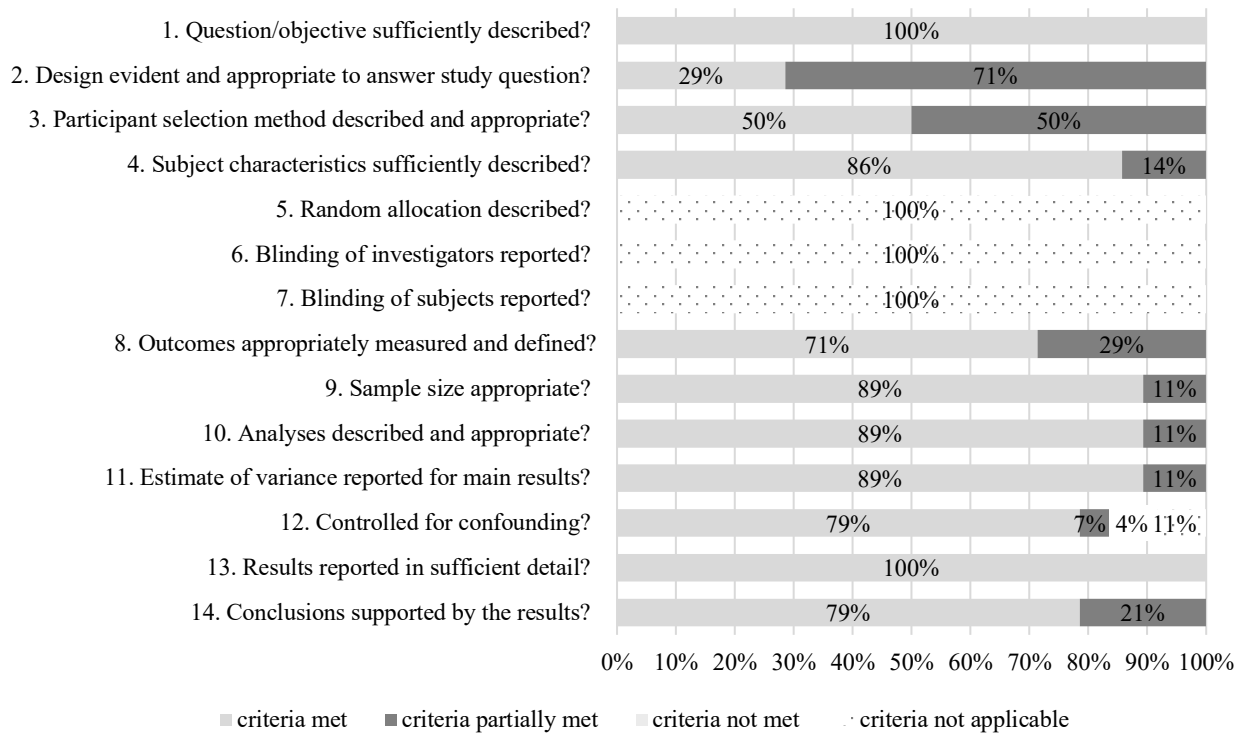 1. Question/objective sufficiently described? 100%
2. Design evident and appropriate to answer study question? 29% 71%
3. Participant selection method described and appropriate? 50% 50%
4. Subject characteristics sufficiently described? 86% 14%
5. Random allocation described? 100%
6. Blinding of investigators reported? 100%
7. Blinding of subjects reported? 100%
8. Outcomes appropriately measured and defined? 71% 29%
9. Sample size appropriate? 89% 11%
10. Analyses described and appropriate? 89% 11%
11. Estimate of variance reported for main results? 89% 11%
12. Controlled for confounding? 79% 7% 4% 11%
13. Results reported in sufficient detail? 100%
14. Conclusions supported by the results? 79% 21%
0% 10% 20% 30% 40% 50% 60% 70% 80% 90% 100%
criteria met criteria partially met criteria not met criteria not applicable